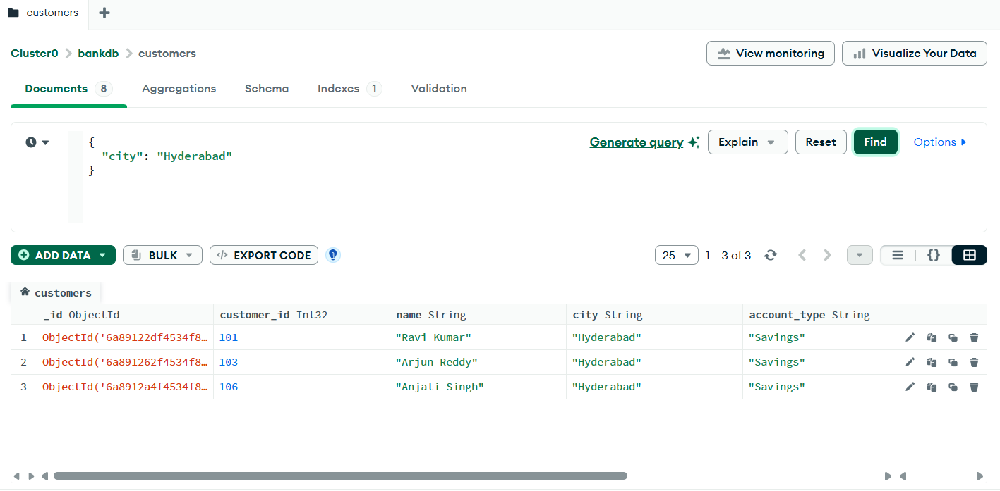 customers
Cluster0 bankdb customers View monitoring Visualize Your Data
Documents 8 Aggregations Schema Indexes 1 Validation
{ Generate query Explain Reset Find Options
"city": "Hyderabad"
}
ADD DATA BULK </> EXPORT CODE 25 1 – 3 of 3 {}
customers
_id ObjectId customer_id Int32 name String city String account_type String
1 ObjectId('6a89122df4534f8… 101 "Ravi Kumar" "Hyderabad" "Savings"
2 ObjectId('6a891262f4534f8… 103 "Arjun Reddy" "Hyderabad" "Savings"
3 ObjectId('6a8912a4f4534f8… 106 "Anjali Singh" "Hyderabad" "Savings"